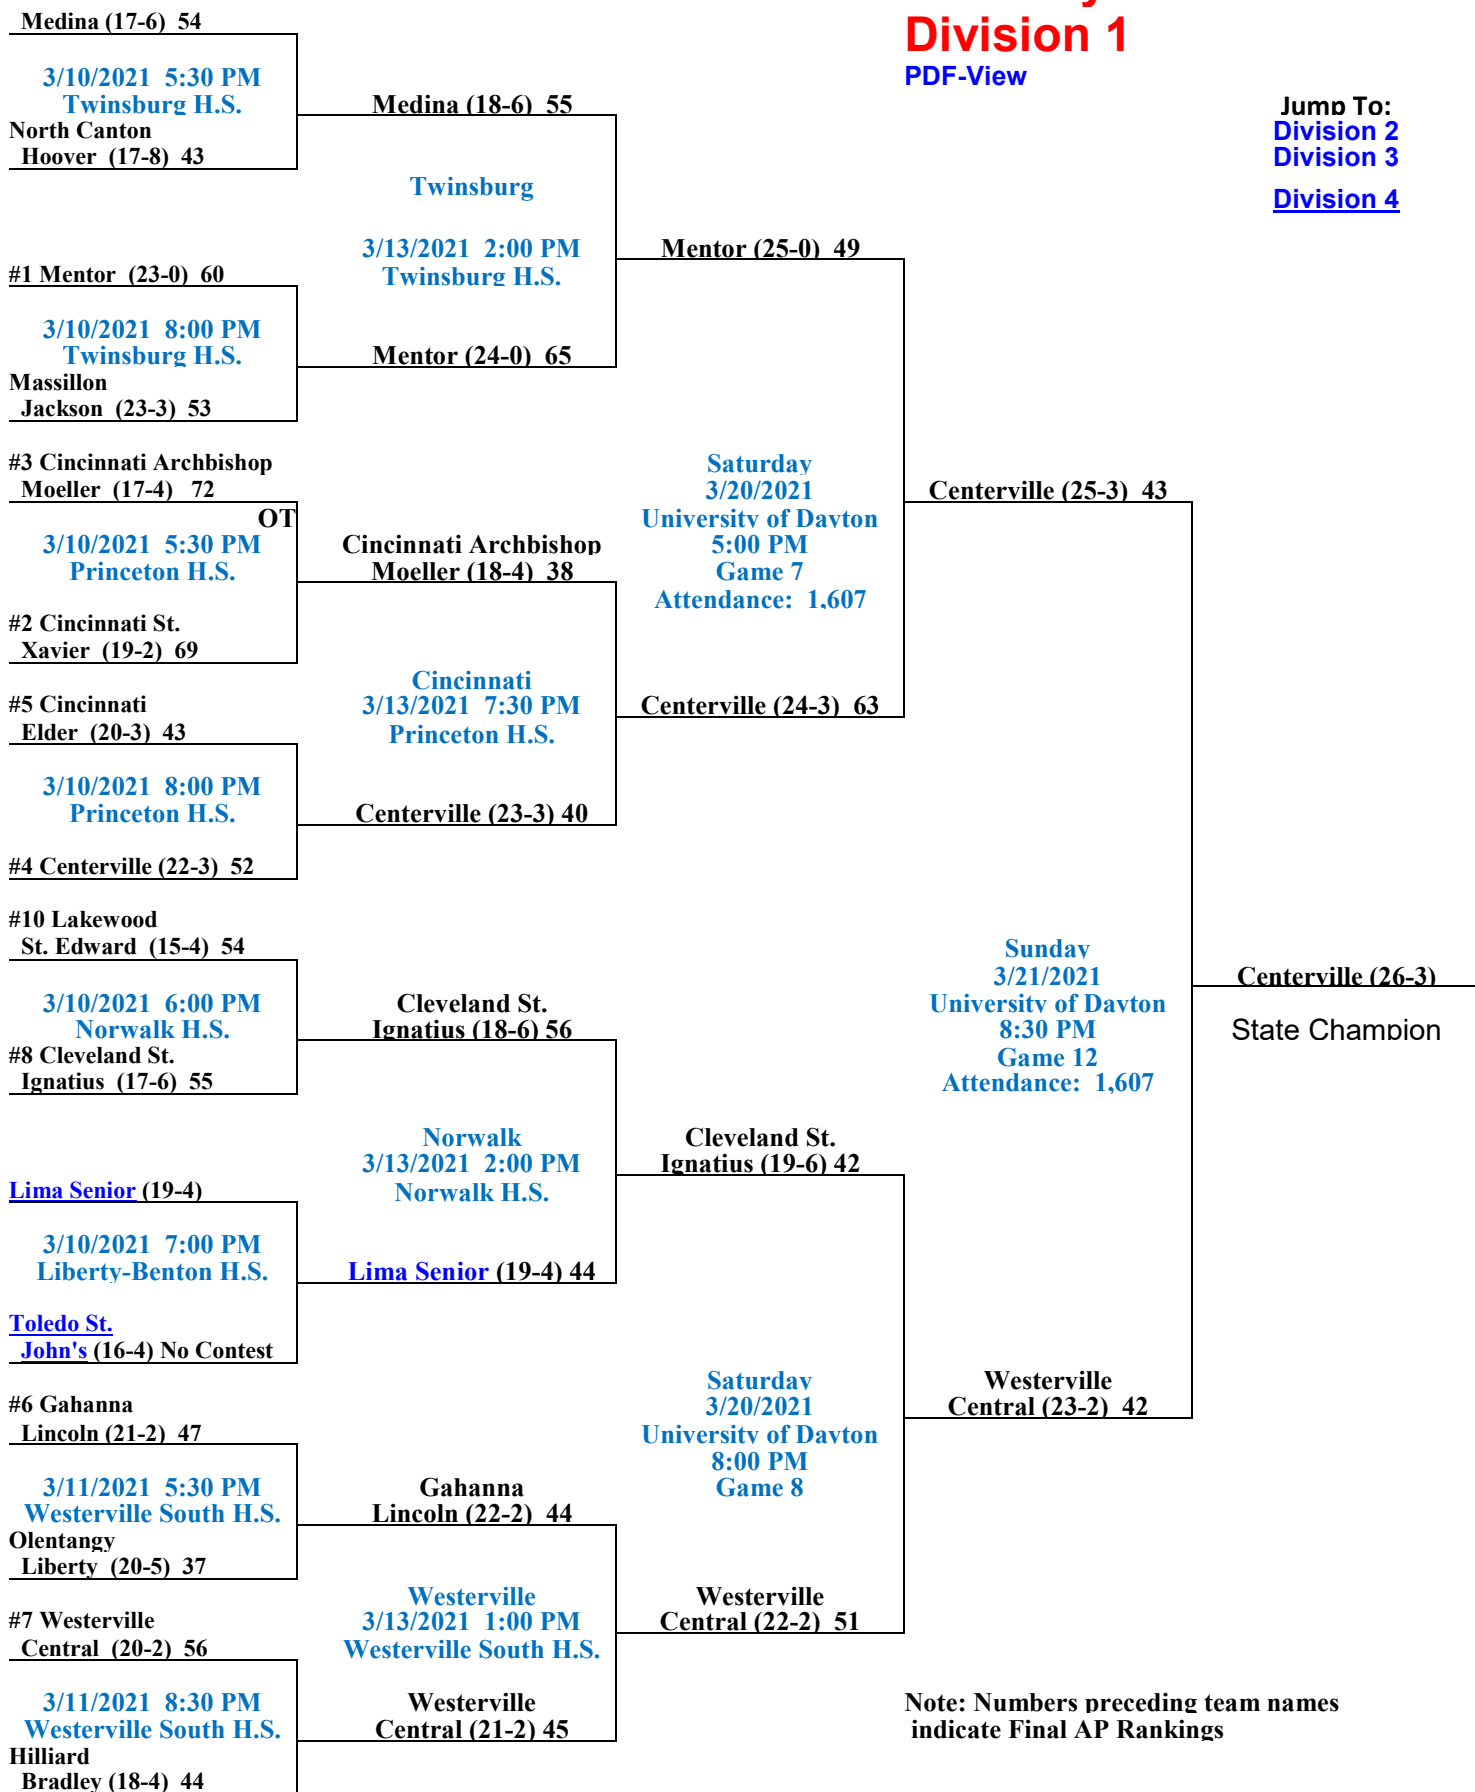 Division 1
PDF-View
Jump To:
Division 2
Division 3
Division 4
Medina (17-6) 54
3/10/2021 5:30 PM
Twinsburg H.S.
North Canton
Hoover (17-8) 43
Medina (18-6) 55
Twinsburg
3/13/2021 2:00 PM
Twinsburg H.S.
#1 Mentor (23-0) 60
3/10/2021 8:00 PM
Twinsburg H.S.
Massillon
Jackson (23-3) 53
Mentor (24-0) 65
Mentor (25-0) 49
#3 Cincinnati Archbishop
Moeller (17-4) 72
OT
3/10/2021 5:30 PM
Princeton H.S.
#2 Cincinnati St.
Xavier (19-2) 69
Cincinnati Archbishop
Moeller (18-4) 38
Cincinnati
3/13/2021 7:30 PM
Princeton H.S.
#5 Cincinnati
Elder (20-3) 43
3/10/2021 8:00 PM
Princeton H.S.
#4 Centerville (22-3) 52
Centerville (23-3) 40
Saturday
3/20/2021
University of Dayton
5:00 PM
Game 7
Attendance: 1,607
Centerville (24-3) 63
Centerville (25-3) 43
#10 Lakewood
St. Edward (15-4) 54
3/10/2021 6:00 PM
Norwalk H.S.
#8 Cleveland St.
Ignatius (17-6) 55
Cleveland St.
Ignatius (18-6) 56
Norwalk
3/13/2021 2:00 PM
Norwalk H.S.
Lima Senior (19-4)
3/10/2021 7:00 PM
Liberty-Benton H.S.
Toledo St.
John's (16-4) No Contest
Lima Senior (19-4) 44
Cleveland St.
Ignatius (19-6) 42
Sunday
3/21/2021
University of Dayton
8:30 PM
Game 12
Attendance: 1,607
Centerville (26-3)
State Champion
#6 Gahanna
Lincoln (21-2) 47
3/11/2021 5:30 PM
Westerville South H.S.
Olentangy
Liberty (20-5) 37
Gahanna
Lincoln (22-2) 44
Westerville
3/13/2021 1:00 PM
Westerville South H.S.
#7 Westerville
Central (20-2) 56
3/11/2021 8:30 PM
Westerville South H.S.
Hilliard
Bradley (18-4) 44
Westerville
Central (21-2) 45
Saturday
3/20/2021
University of Dayton
8:00 PM
Game 8
Westerville
Central (22-2) 51
Westerville
Central (23-2) 42
Note: Numbers preceding team names
indicate Final AP Rankings